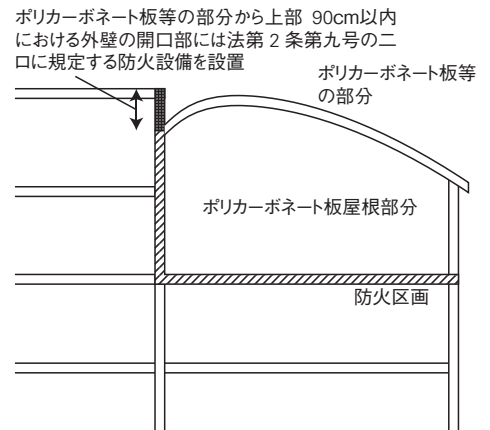 ポリカーボネート板等の部分から上部 90cm以内
における外壁の開口部には法第 2 条第九号の二
ロに規定する防火設備を設置
ポリカーボネート板等
の部分
ポリカーボネート板屋根部分
防火区画